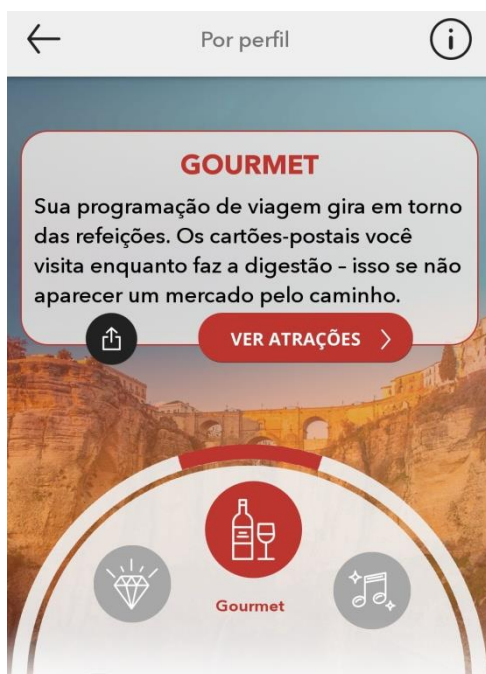 Por perfil
GOURMET
Sua programação de viagem gira em torno
das refeições. Os cartões-postais você
visita enquanto faz a digestão – isso se não
aparecer um mercado pelo caminho.
VER ATRAÇÕES
Gourmet